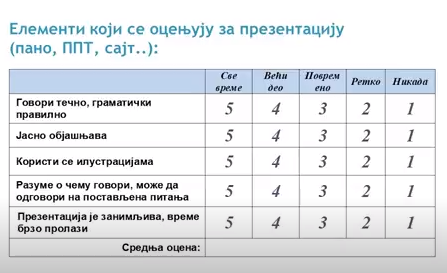 Елементи који се оцењују за презентацију
(пано, ППТ, сајт..):
Све време Већи део Поврем ено Ретко Никада
Говори течно, граматички правилно 5 4 3 2 1
Јасно објашњава 5 4 3 2 1
Користи се илустрацијама 5 4 3 2 1
Разуме о чему говори, може да одговори на постављена питања 5 4 3 2 1
Презентација је занимљива, време брзо пролази 5 4 3 2 1
Средња оцена: